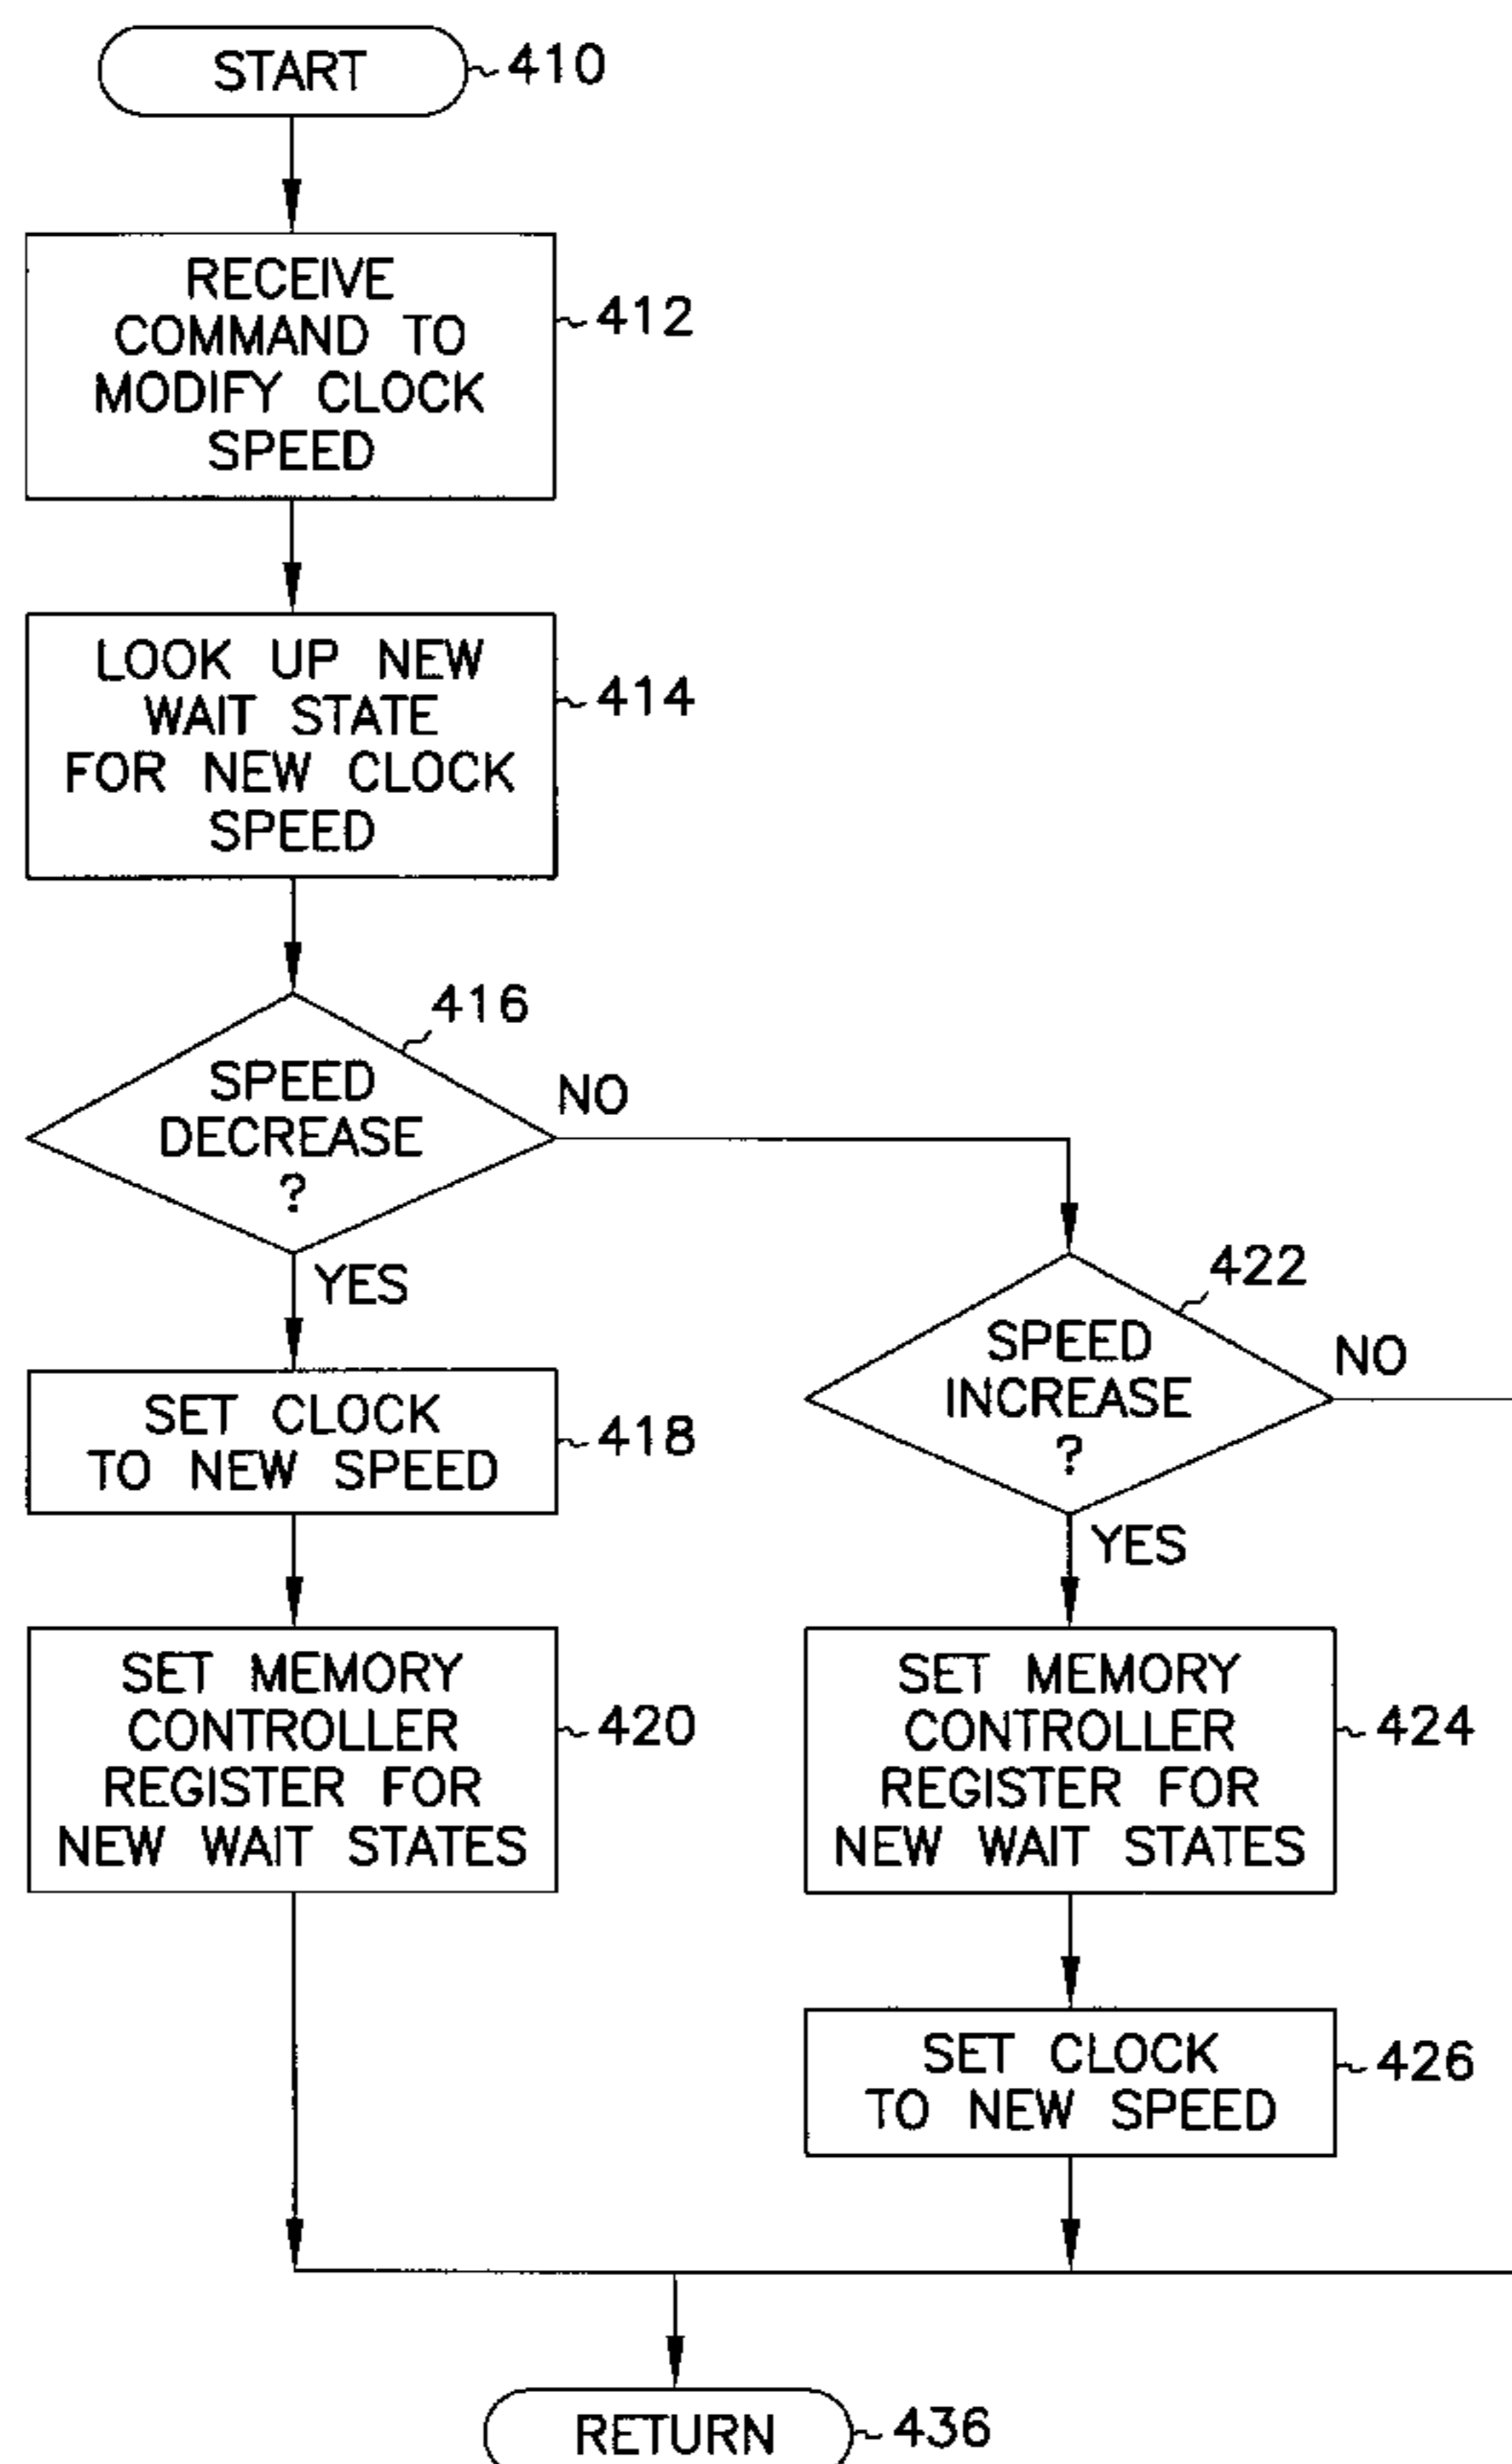 START
410
RECEIVE
COMMAND TO
MODIFY CLOCK
SPEED
412
LOOK UP NEW
WAIT STATE
FOR NEW CLOCK
SPEED
414
416
SPEED
DECREASE
?
NO
YES
SET CLOCK
TO NEW SPEED
418
SET MEMORY
CONTROLLER
REGISTER FOR
NEW WAIT STATES
420
422
SPEED
INCREASE
?
NO
YES
SET MEMORY
CONTROLLER
REGISTER FOR
NEW WAIT STATES
424
SET CLOCK
TO NEW SPEED
426
RETURN
436